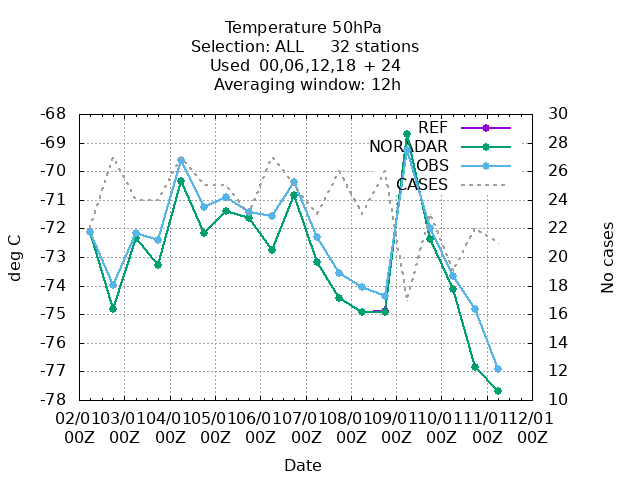 Temperature 50hPa
Selection: ALL 32 stations
Used 00,06,12,18 + 24
Averaging window: 12h
-68
-69
-70
-71
-72
-73
-74
-75
-76
-77
-78
deg C
30
28
26
24
22
20
18
16
14
12
10
No cases
REF
NORADAR
OBS
CASES
02/01 03/01 04/01 05/01 06/01 07/01 08/01 09/01 10/01 11/01 12/01
00Z 00Z 00Z 00Z 00Z 00Z 00Z 00Z 00Z 00Z 00Z
Date